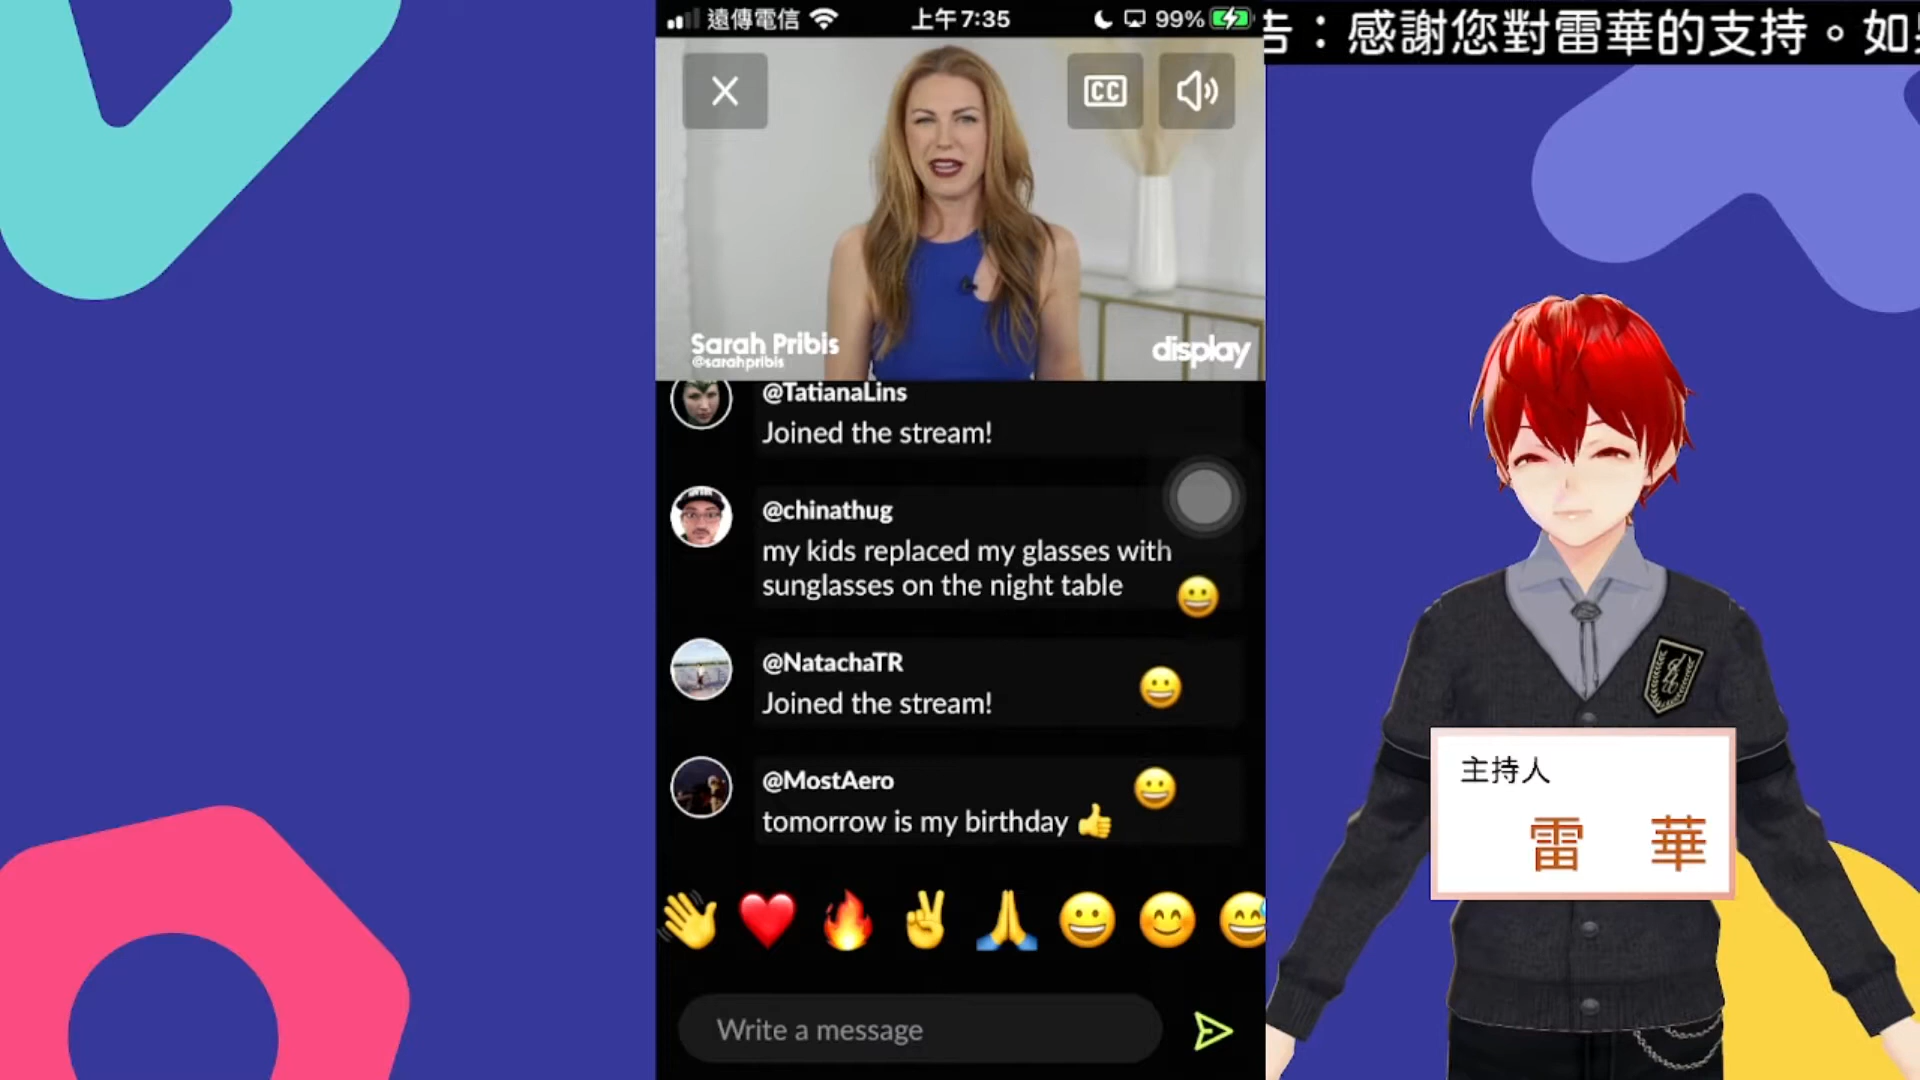 遠傳電信
上午7:35
99%
告：感謝您對雷華的支持。如
CC
Sarah Pribis
@sarahpribis
display
@TatianaLins
Joined the stream!
@chinathug
my kids replaced my glasses with
sunglasses on the night table
@NatachaTR
Joined the stream!
@MostAero
tomorrow is my birthday 👍
Write a message
主持人
雷 華